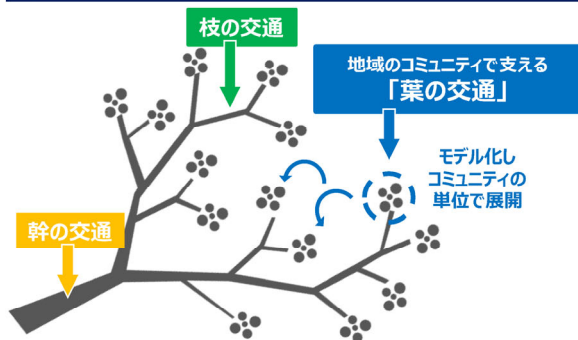 枝の交通
地域のコミュニティで支える
「葉の交通」
モデル化し
コミュニティの
単位で展開
幹の交通